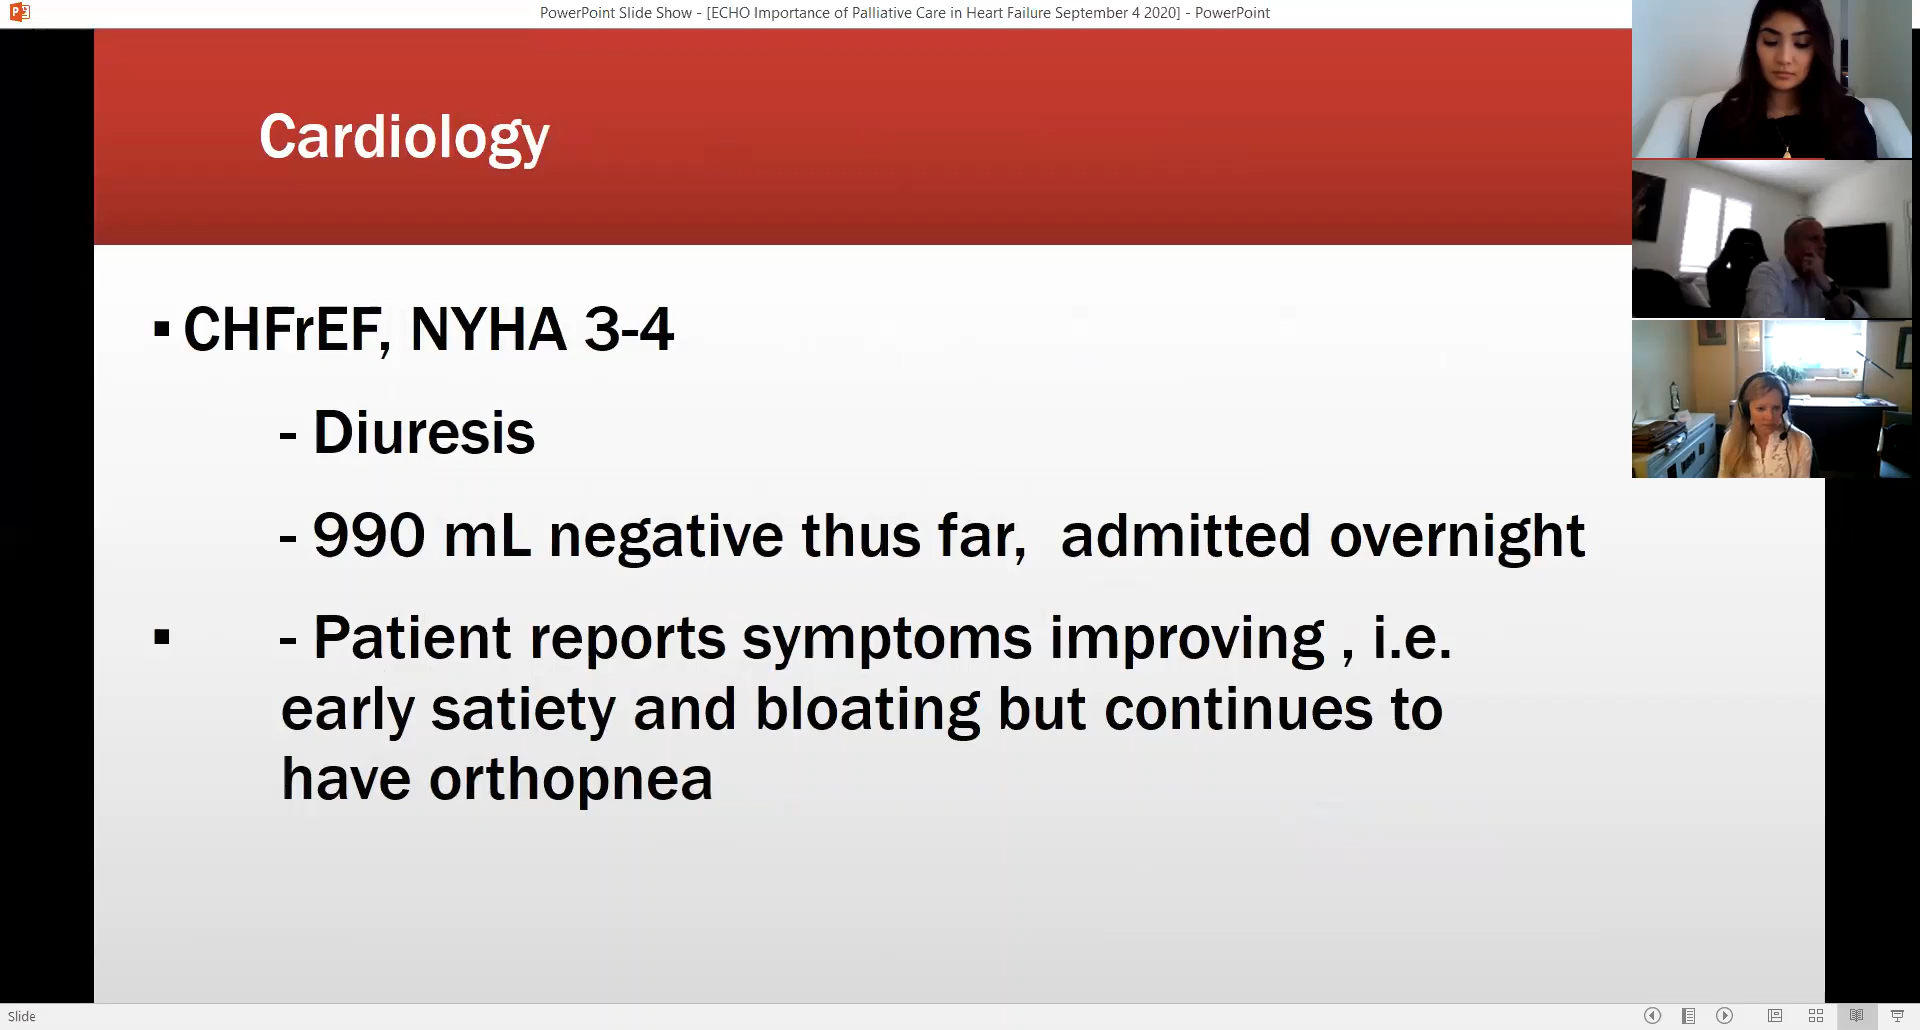 PowerPoint Slide Show - [ECHO Importance of Palliative Care in Heart Failure September 4 2020] - PowerPoint
Cardiology
▪ CHFrEF, NYHA 3-4
- Diuresis
- 990 mL negative thus far,  admitted overnight
▪ - Patient reports symptoms improving , i.e.
early satiety and bloating but continues to
have orthopnea
Slide